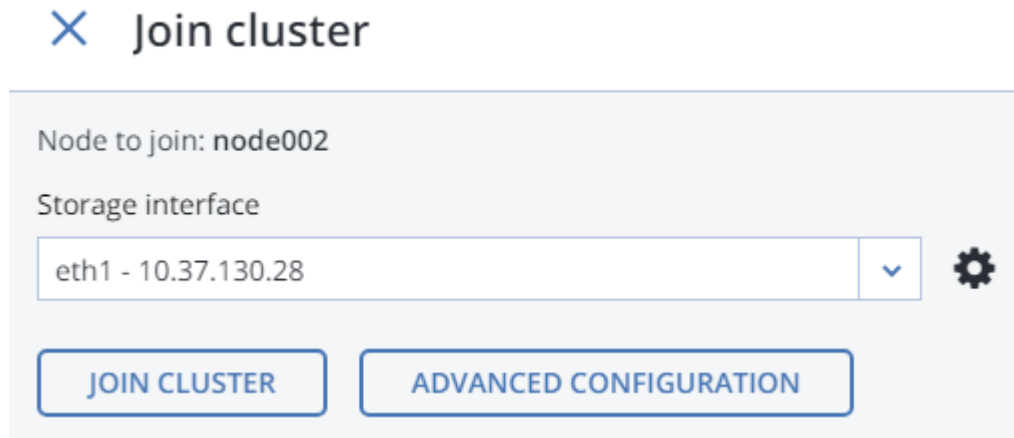 Join cluster
Node to join: node002
Storage interface
eth1 - 10.37.130.28
JOIN CLUSTER ADVANCED CONFIGURATION